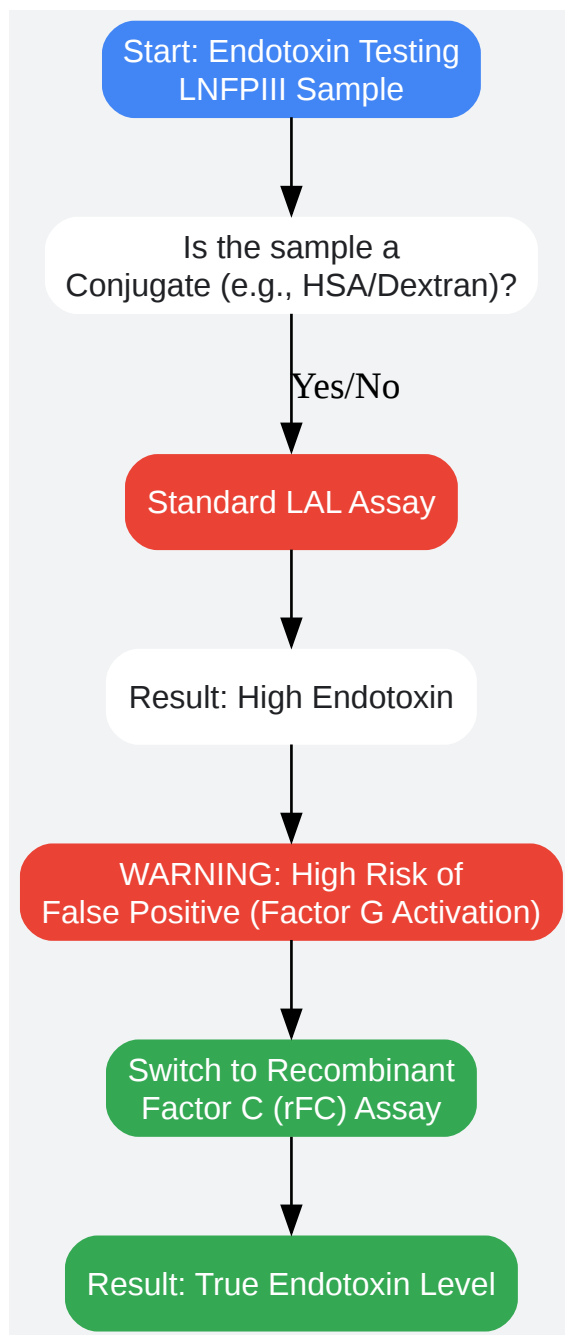 Start: Endotoxin Testing
LNFPIII Sample
Is the sample a
Conjugate (e.g., HSA/Dextran)?
Yes/No
Standard LAL Assay
Result: High Endotoxin
WARNING: High Risk of
False Positive (Factor G Activation)
Switch to Recombinant
Factor C (rFC) Assay
Result: True Endotoxin Level